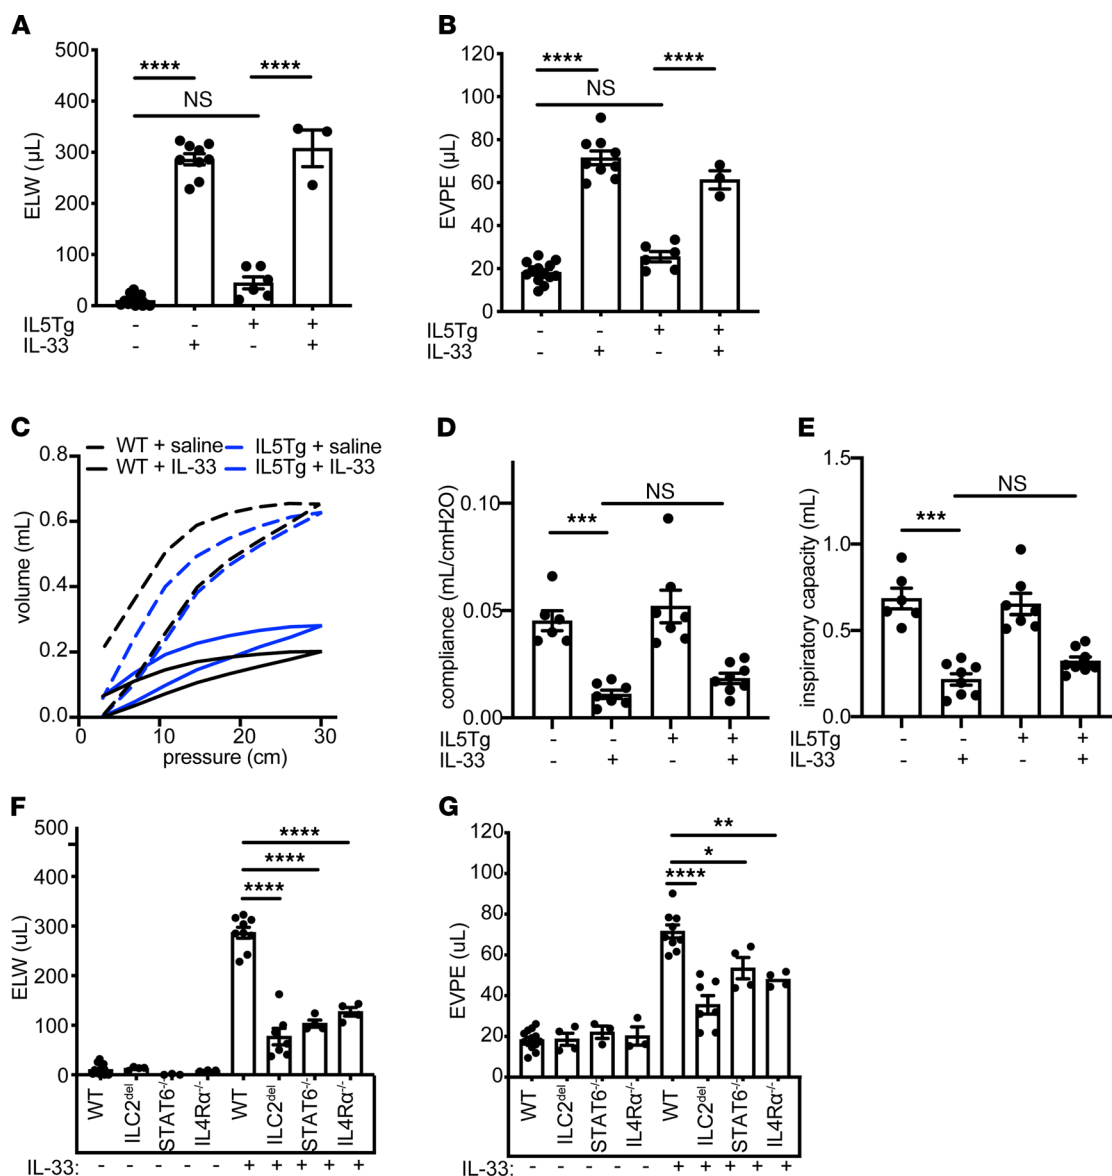 A
ELW (µL)
500
400
300
200
100
0
****
****
NS
IL5Tg - - + +
IL-33 - + - +
B
EVPE (µL)
120
100
80
60
40
20
0
****
****
NS
IL5Tg - - + +
IL-33 - + - +
C
WT + saline
IL5Tg + saline
WT + IL-33
IL5Tg + IL-33
volume (mL)
0.8
0.6
0.4
0.2
0.0
0 10 20 30
pressure (cm)
D
compliance (mL/cmH2O)
0.10
0.05
0.00
NS
***
IL5Tg - - + +
IL-33 - + - +
E
inspiratory capacity (mL)
1.5
1.0
0.5
0.0
NS
***
IL5Tg - - + +
IL-33 - + - +
F
ELW (uL)
500
400
300
200
100
0
****
****
****
WT ILC2del STAT6-/- IL4Rα-/- WT ILC2del STAT6-/- IL4Rα-/-
IL-33: - - - - + + + + +
G
EVPE (uL)
120
100
80
60
40
20
0
**
*
****
WT ILC2del STAT6-/- IL4Rα-/- WT ILC2del STAT6-/- IL4Rα-/-
IL-33: - - - - + + + + +